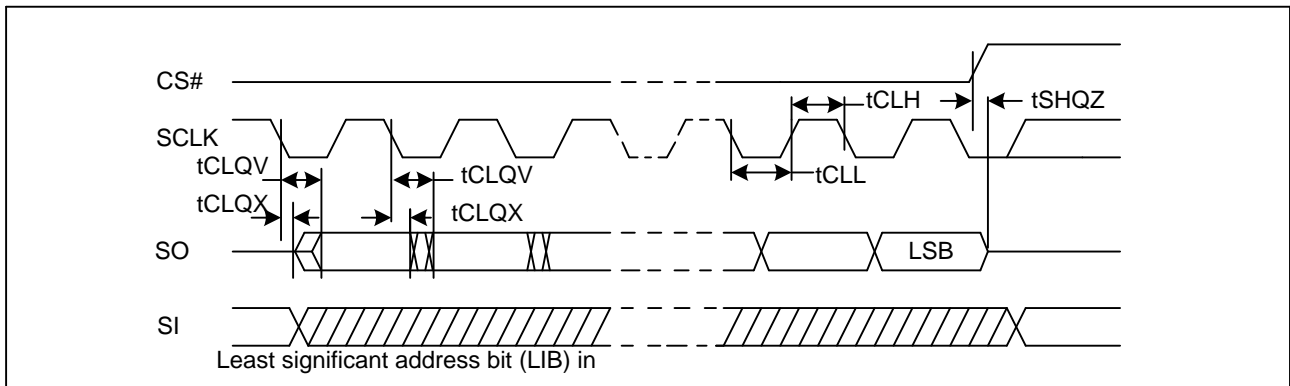 CS#
tCLH
tSHQZ
SCLK
tCLQV
tCLQV
tCLL
tCLQX
tCLQX
SO
LSB
SI
Least significant address bit (LIB) in